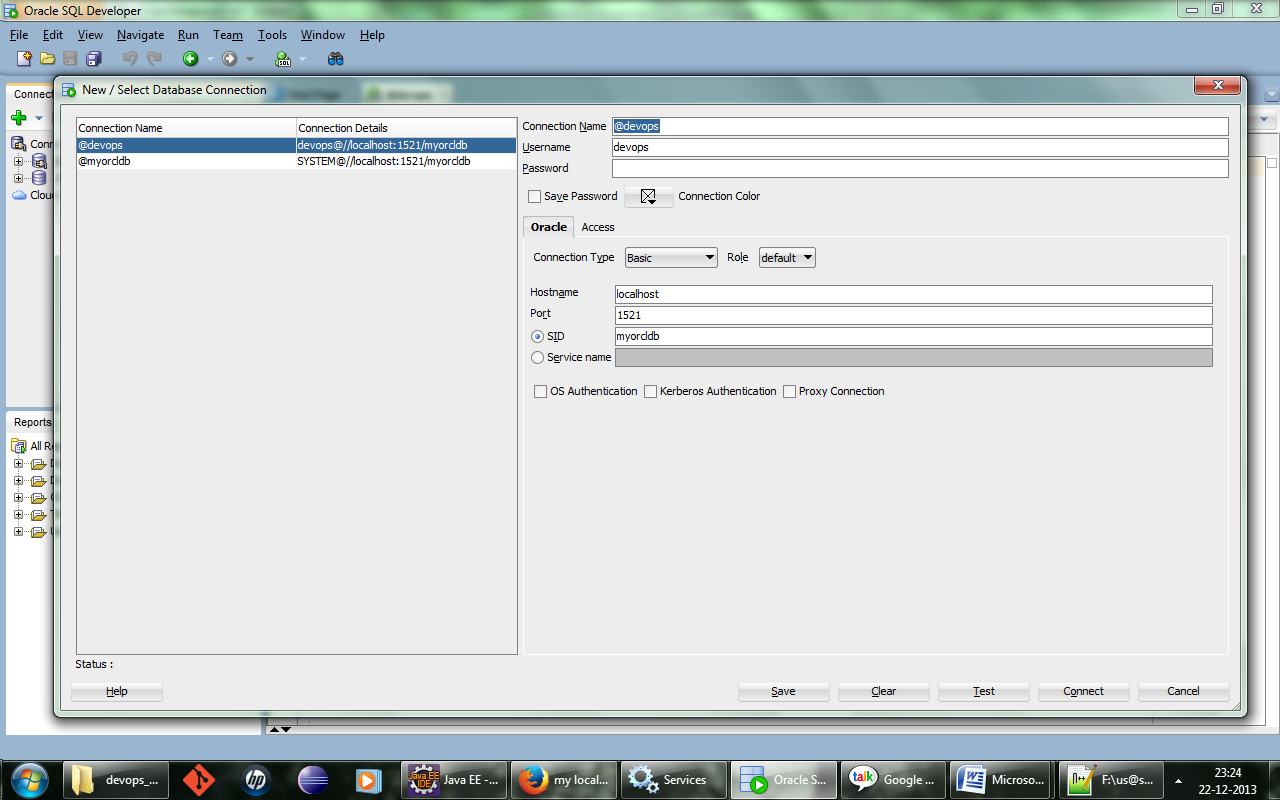 Oracle SQL Developer
File Edit View Navigate Run Team Tools Window Help
Connect
New / Select Database Connection
Conn
Clou
Reports
All Re
Connection Name Connection Details
@devops devops@//localhost:1521/myorcldb
@myorcldb SYSTEM@//localhost:1521/myorcldb
Connection Name @devops
Username devops
Password
Save Password Connection Color
Oracle Access
Connection Type Basic Role default
Hostname localhost
Port 1521
SID myorcldb
Service name
OS Authentication Kerberos Authentication Proxy Connection
Status :
Help Save Clear Test Connect Cancel
devops_... Java EE -... my local... Services Oracle S... Google ... Microso... F:\us@s...
23:24
22-12-2013